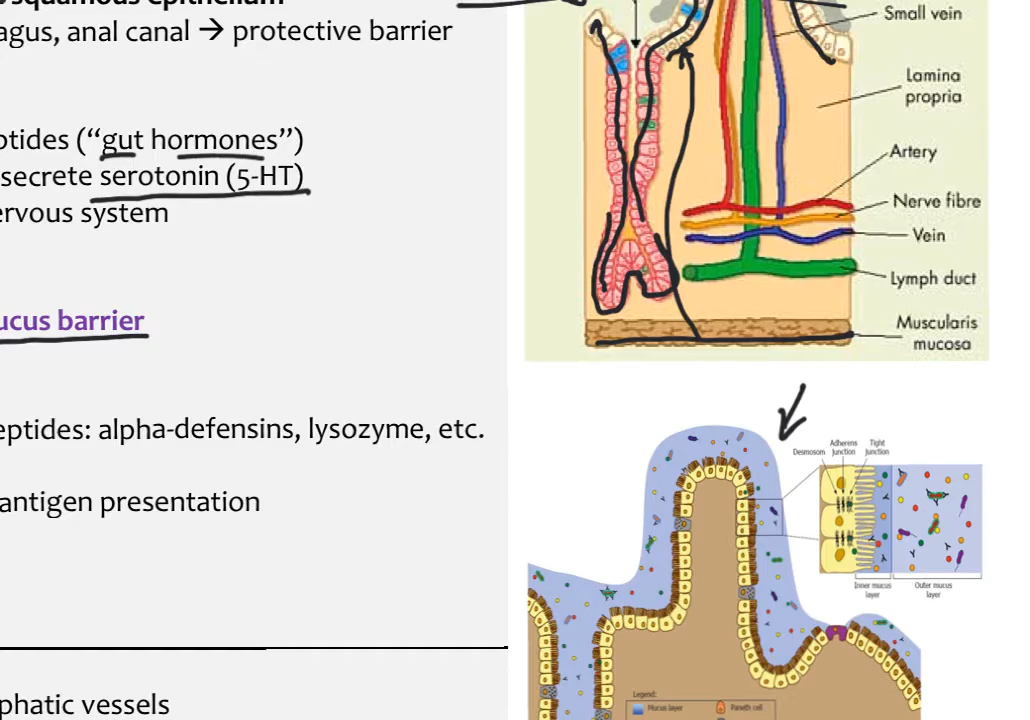 squamous epithelium
agus, anal canal → protective barrier
ptides (“gut hormones”)
secrete serotonin (5-HT)
ervous system
ucus barrier
eptides: alpha-defensins, lysozyme, etc.
antigen presentation
phatic vessels
Small vein
Lamina
propria
Artery
Nerve fibre
Vein
Lymph duct
Muscularis
mucosa
Desmosom
Adherens
Junction
Tight
Junction
Inner mucus
layer
Outer mucus
layer
Legend:
Mucus layer
Paneth cell